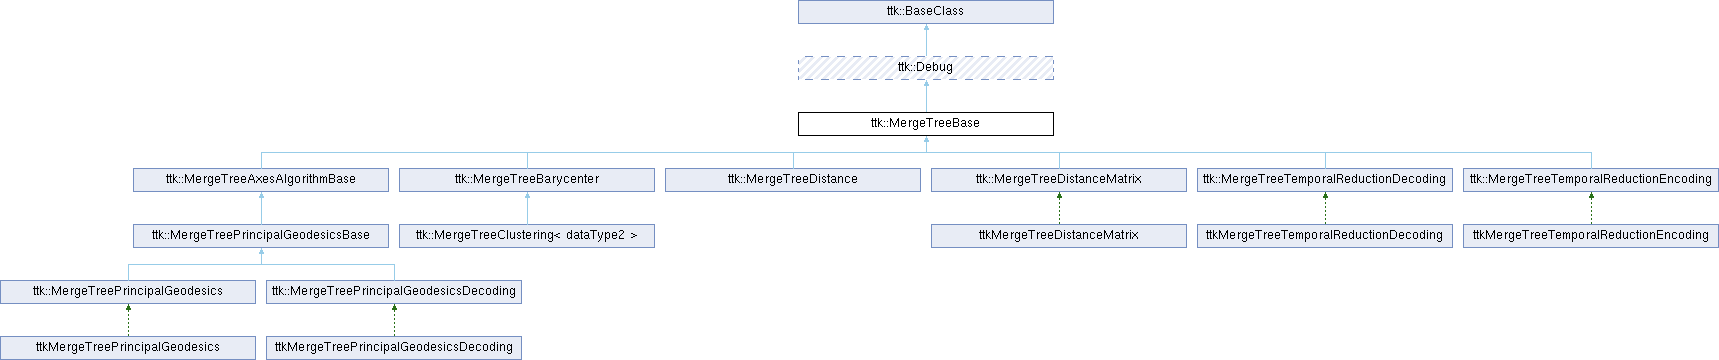 ttk::BaseClass
ttk::Debug
ttk::MergeTreeBase
ttk::MergeTreeAxesAlgorithmBase
ttk::MergeTreeBarycenter
ttk::MergeTreeDistance
ttk::MergeTreeDistanceMatrix
ttk::MergeTreeTemporalReductionDecoding
ttk::MergeTreeTemporalReductionEncoding
ttk::MergeTreePrincipalGeodesicsBase
ttk::MergeTreeClustering< dataType2 >
ttkMergeTreeDistanceMatrix
ttkMergeTreeTemporalReductionDecoding
ttkMergeTreeTemporalReductionEncoding
ttk::MergeTreePrincipalGeodesics
ttk::MergeTreePrincipalGeodesicsDecoding
ttkMergeTreePrincipalGeodesics
ttkMergeTreePrincipalGeodesicsDecoding